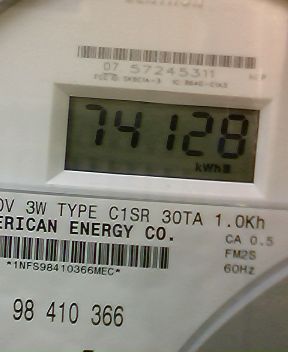 07 57245311
74128
kWh
0V 3W TYPE C1SR 30TA 1.0Kh
ERICAN ENERGY CO.
CA 0.5
FM2S
60Hz
*1NFS98410366MEC*
98 410 366